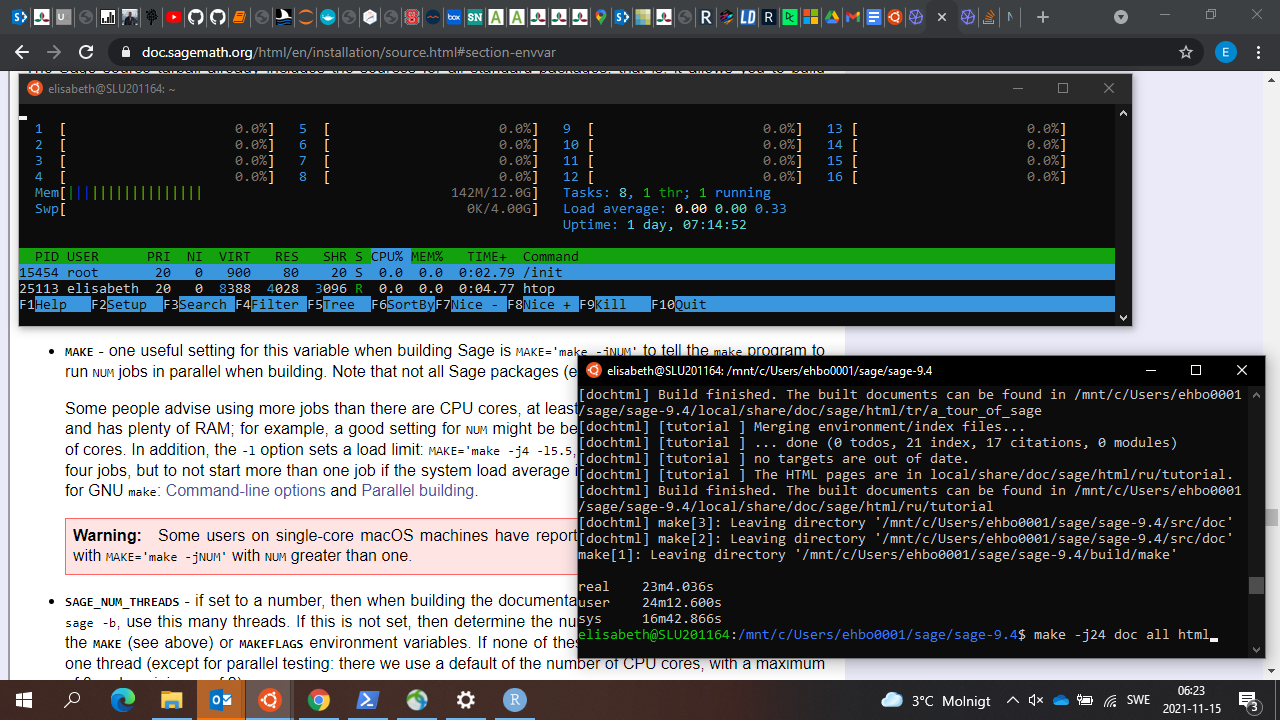 doc.sagemath.org/html/en/installation/source.html#section-envvar
E
elisabeth@SLU201164: ~
1 [ 0.0%] 5 [ 0.0%] 9 [ 0.0%] 13 [ 0.0%]
2 [ 0.0%] 6 [ 0.0%] 10 [ 0.0%] 14 [ 0.0%]
3 [ 0.0%] 7 [ 0.0%] 11 [ 0.0%] 15 [ 0.0%]
4 [ 0.0%] 8 [ 0.0%] 12 [ 0.0%] 16 [ 0.0%]
Mem[||||||||||||||||| 142M/12.0G] Tasks: 8, 1 thr; 1 running
Swp[ 0K/4.00G] Load average: 0.00 0.00 0.33
Uptime: 1 day, 07:14:52
PID USER PRI NI VIRT RES SHR S CPU% MEM% TIME+ Command
15454 root 20 0 900 80 20 S 0.0 0.0 0:02.79 /init
25113 elisabeth 20 0 8388 4028 3096 R 0.0 0.0 0:04.77 htop
F1Help F2Setup F3Search F4Filter F5Tree F6SortByF7Nice - F8Nice + F9Kill F10Quit
• MAKE - one useful setting for this variable when building Sage is MAKE='make -jNUM' to tell the make program to
run NUM jobs in parallel when building. Note that not all Sage packages (e
Some people advise using more jobs than there are CPU cores, at least
and has plenty of RAM; for example, a good setting for NUM might be be
of cores. In addition, the -l option sets a load limit: MAKE='make -j4 -l5.5,
four jobs, but to not start more than one job if the system load average i
for GNU make: Command-line options and Parallel building.
Warning: Some users on single-core macOS machines have report
with MAKE='make -jNUM' with NUM greater than one.
• SAGE_NUM_THREADS - if set to a number, then when building the documenta
sage -b, use this many threads. If this is not set, then determine the nu
the MAKE (see above) or MAKEFLAGS environment variables. If none of thes
one thread (except for parallel testing: there we use a default of the number of CPU cores, with a maximum
elisabeth@SLU201164: /mnt/c/Users/ehbo0001/sage/sage-9.4
[dochtml] Build finished. The built documents can be found in /mnt/c/Users/ehbo0001
/sage/sage-9.4/local/share/doc/sage/html/tr/a_tour_of_sage
[dochtml] [tutorial ] Merging environment/index files...
[dochtml] [tutorial ] ... done (0 todos, 21 index, 17 citations, 0 modules)
[dochtml] [tutorial ] no targets are out of date.
[dochtml] [tutorial ] The HTML pages are in local/share/doc/sage/html/ru/tutorial.
[dochtml] Build finished. The built documents can be found in /mnt/c/Users/ehbo0001
/sage/sage-9.4/local/share/doc/sage/html/ru/tutorial
[dochtml] make[3]: Leaving directory '/mnt/c/Users/ehbo0001/sage/sage-9.4/src/doc'
[dochtml] make[2]: Leaving directory '/mnt/c/Users/ehbo0001/sage/sage-9.4/src/doc'
make[1]: Leaving directory '/mnt/c/Users/ehbo0001/sage/sage-9.4/build/make'
real 23m4.036s
user 24m12.600s
sys 16m42.866s
elisabeth@SLU201164:/mnt/c/Users/ehbo0001/sage/sage-9.4$ make -j24 doc all html
3°C Molnigt
SWE
06:23
2021-11-15
3